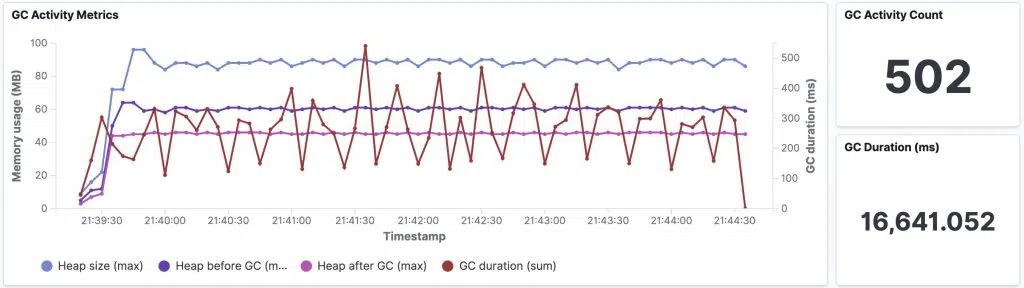 GC Activity Metrics
Memory usage (MB)
100
80
60
40
20
0
500
400
300
200
100
0
GC duration (ms)
21:39:30 21:40:00 21:40:30 21:41:00 21:41:30 21:42:00 21:42:30 21:43:00 21:43:30 21:44:00 21:44:30
Timestamp
Heap size (max) Heap before GC (m... Heap after GC (max) GC duration (sum)
GC Activity Count
502
GC Duration (ms)
16,641.052